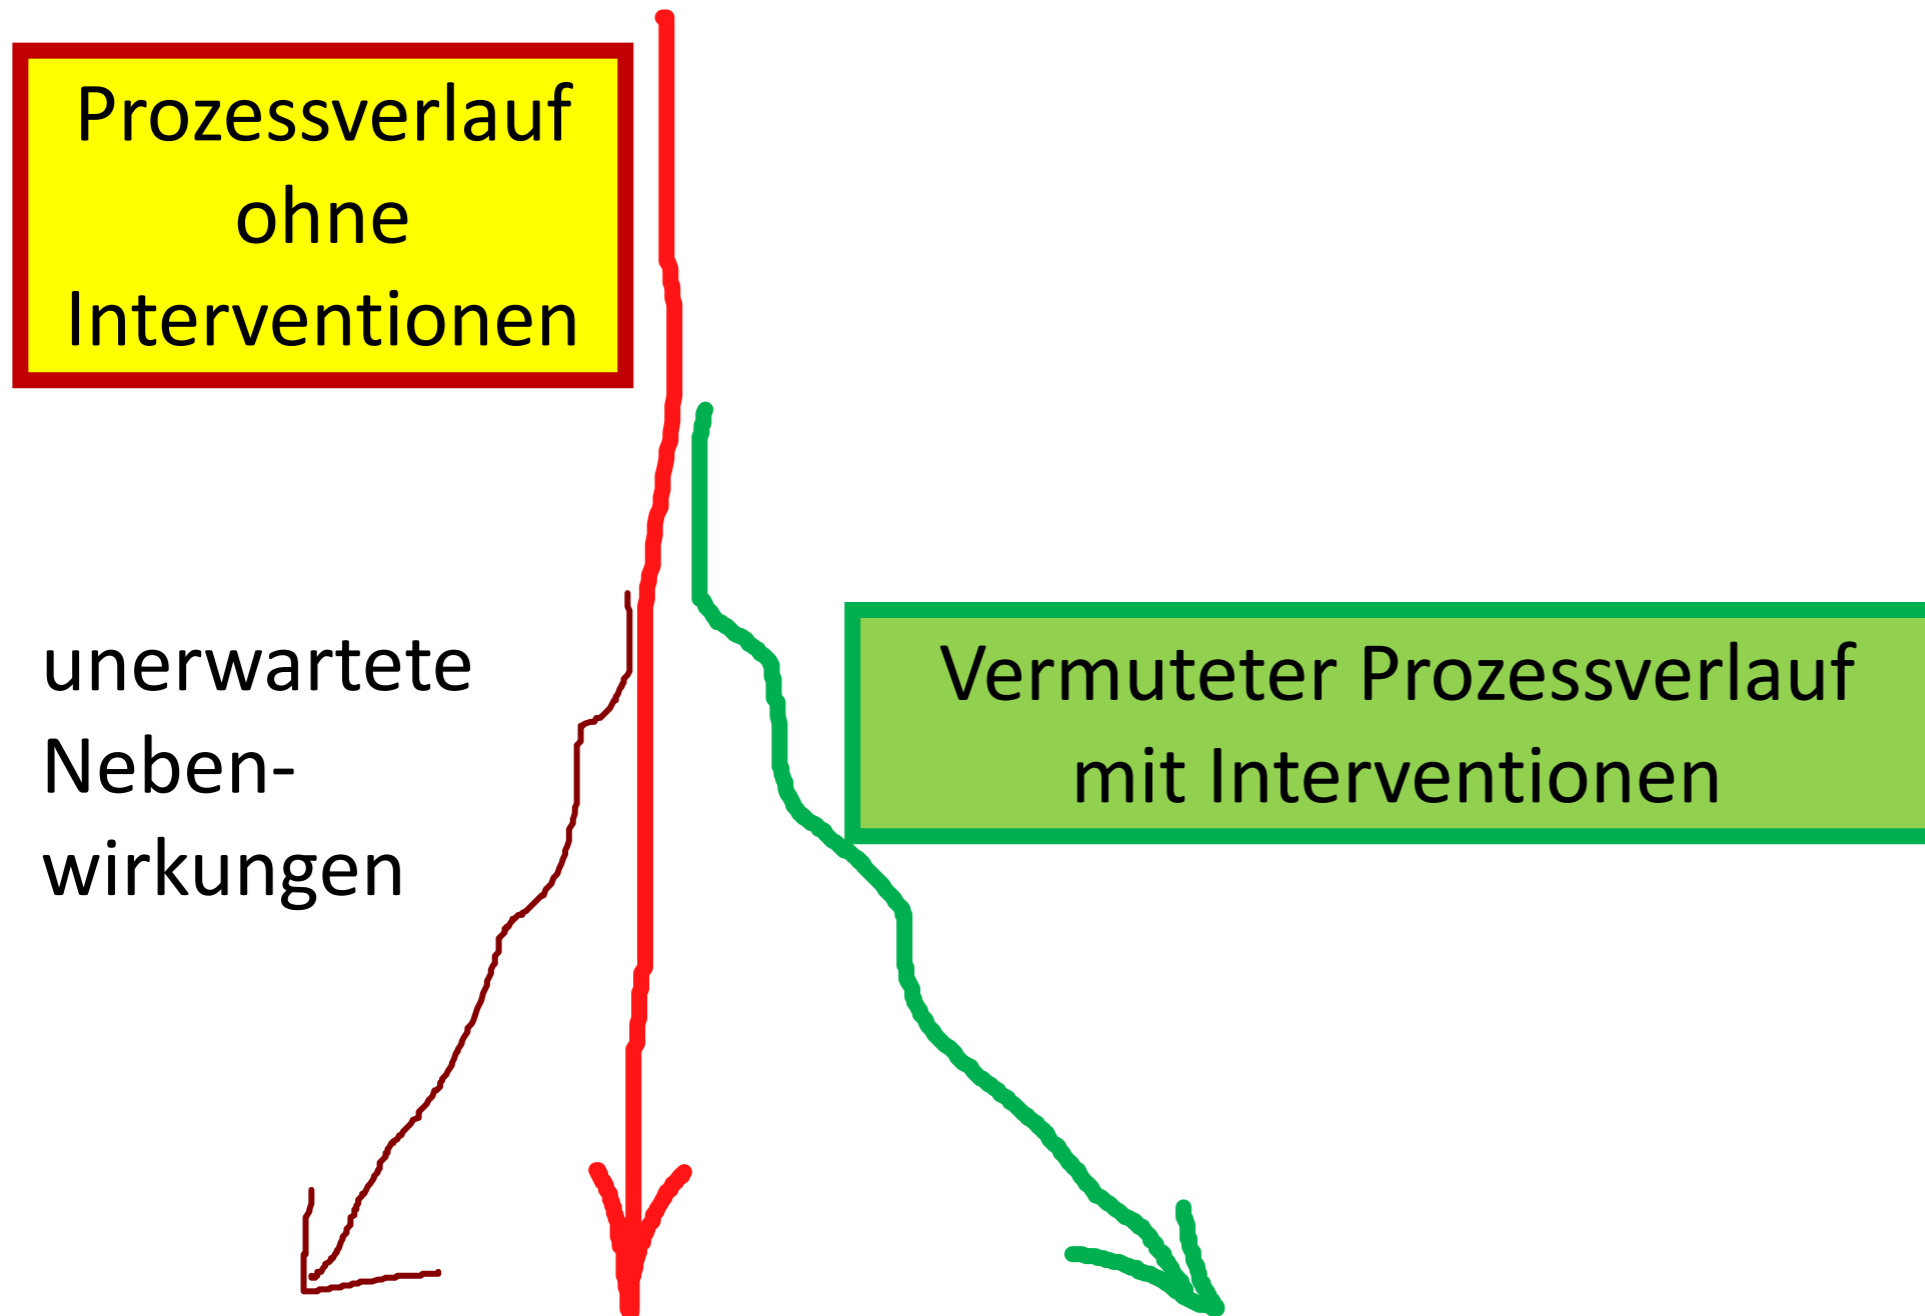 Prozessverlauf
ohne
Interventionen
unerwartete
Neben-
wirkungen
Vermuteter Prozessverlauf
mit Interventionen